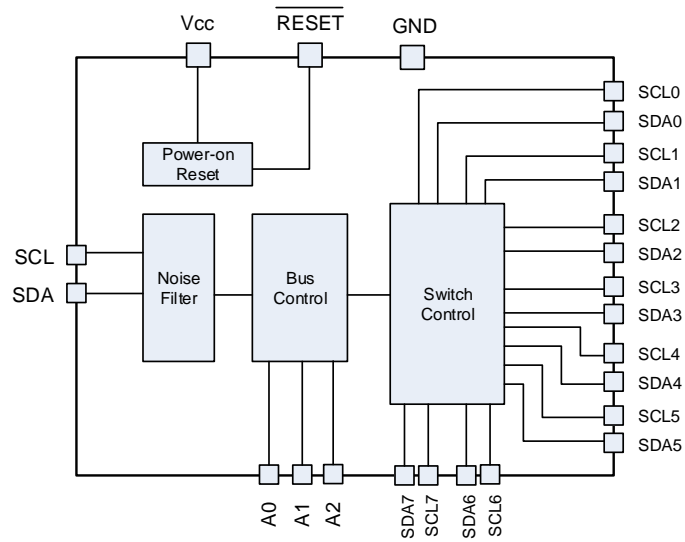 Vcc
RESET
GND
SCL0
SDA0
SCL1
SDA1
SCL2
SDA2
SCL3
SDA3
SCL4
SDA4
SCL5
SDA5
Power-on
Reset
SCL
SDA
Noise
Filter
Bus
Control
Switch
Control
A0
A1
A2
SDA7
SCL7
SDA6
SCL6